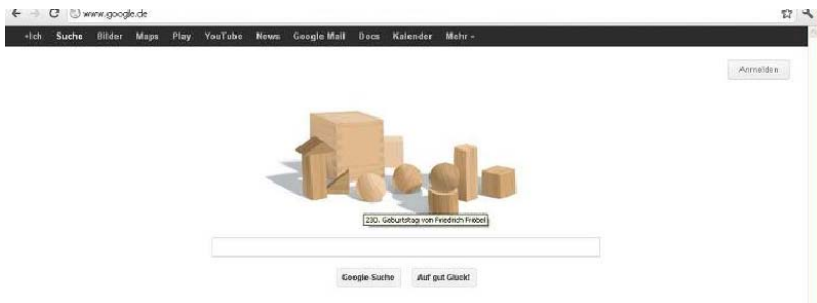 www.google.de
+Ich Suche Bilder Maps Play YouTube News Google Mail Docs Kalender Mehr
Anmelden
230. Geburtstag von Friedrich Fröbel
Google-Suche Auf gut Glück!